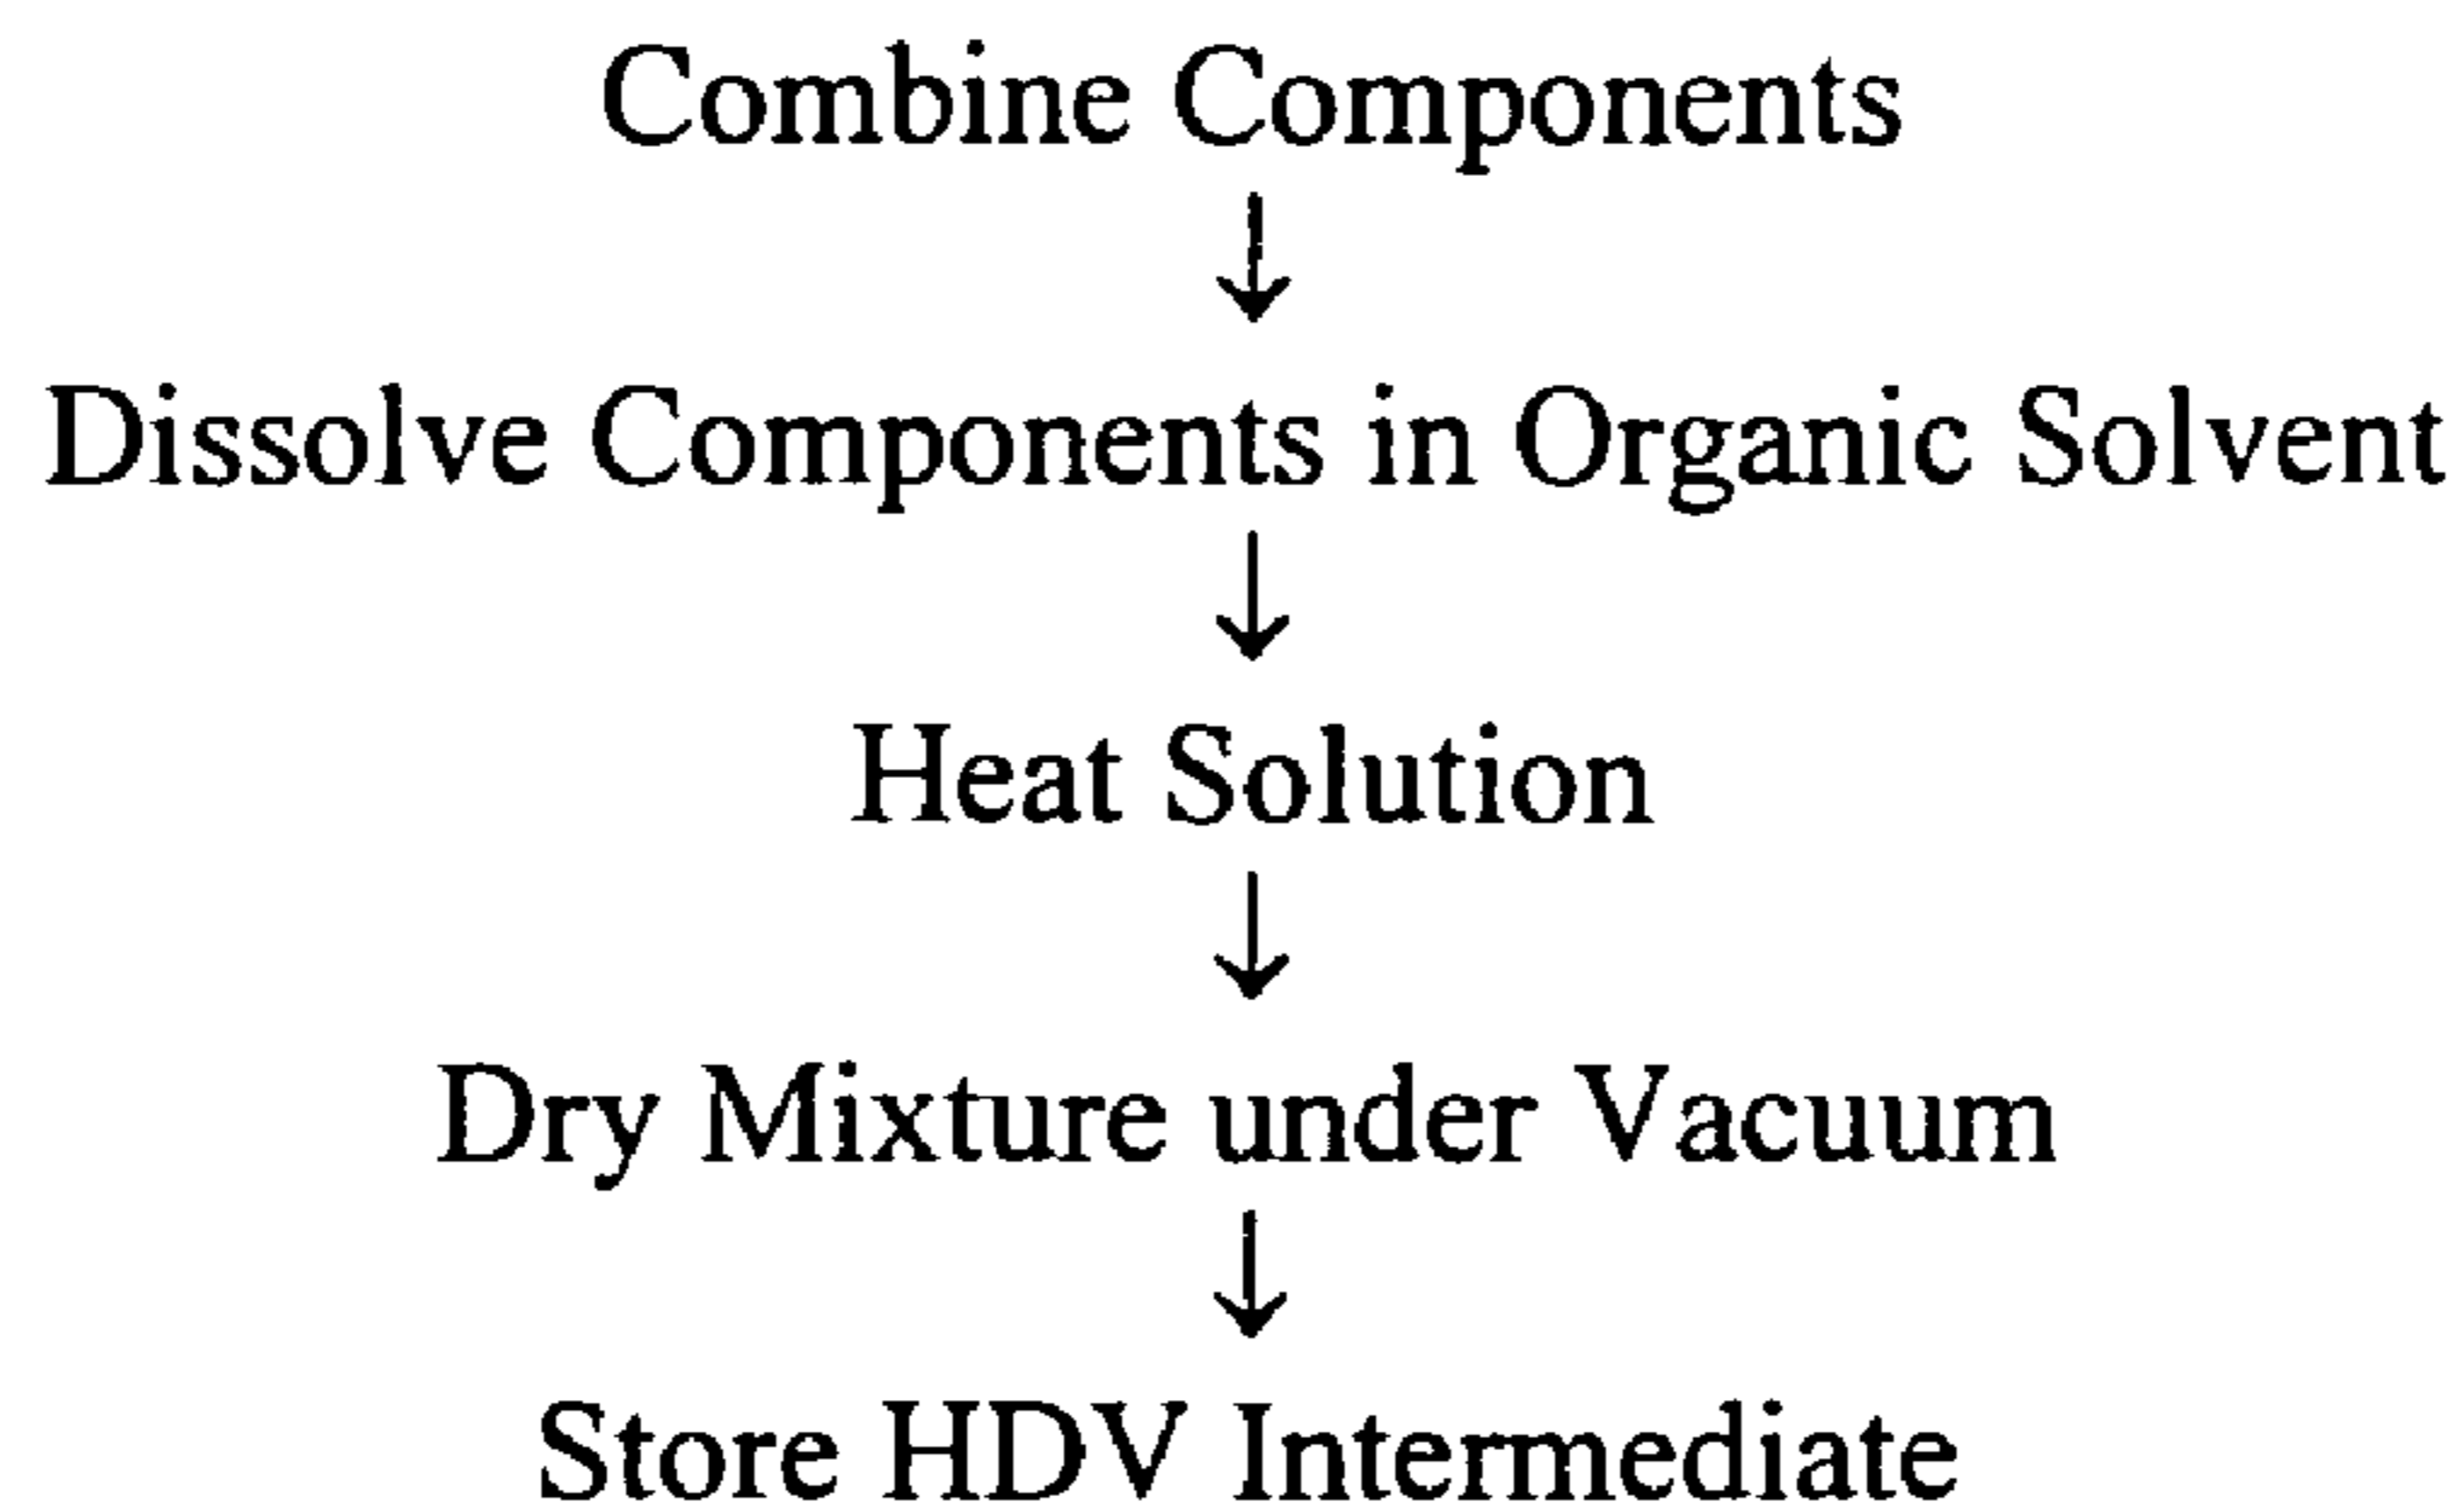 Combine Components
Dissolve Components in Organic Solvent
Heat Solution
Dry Mixture under Vacuum
Store HDV Intermediate